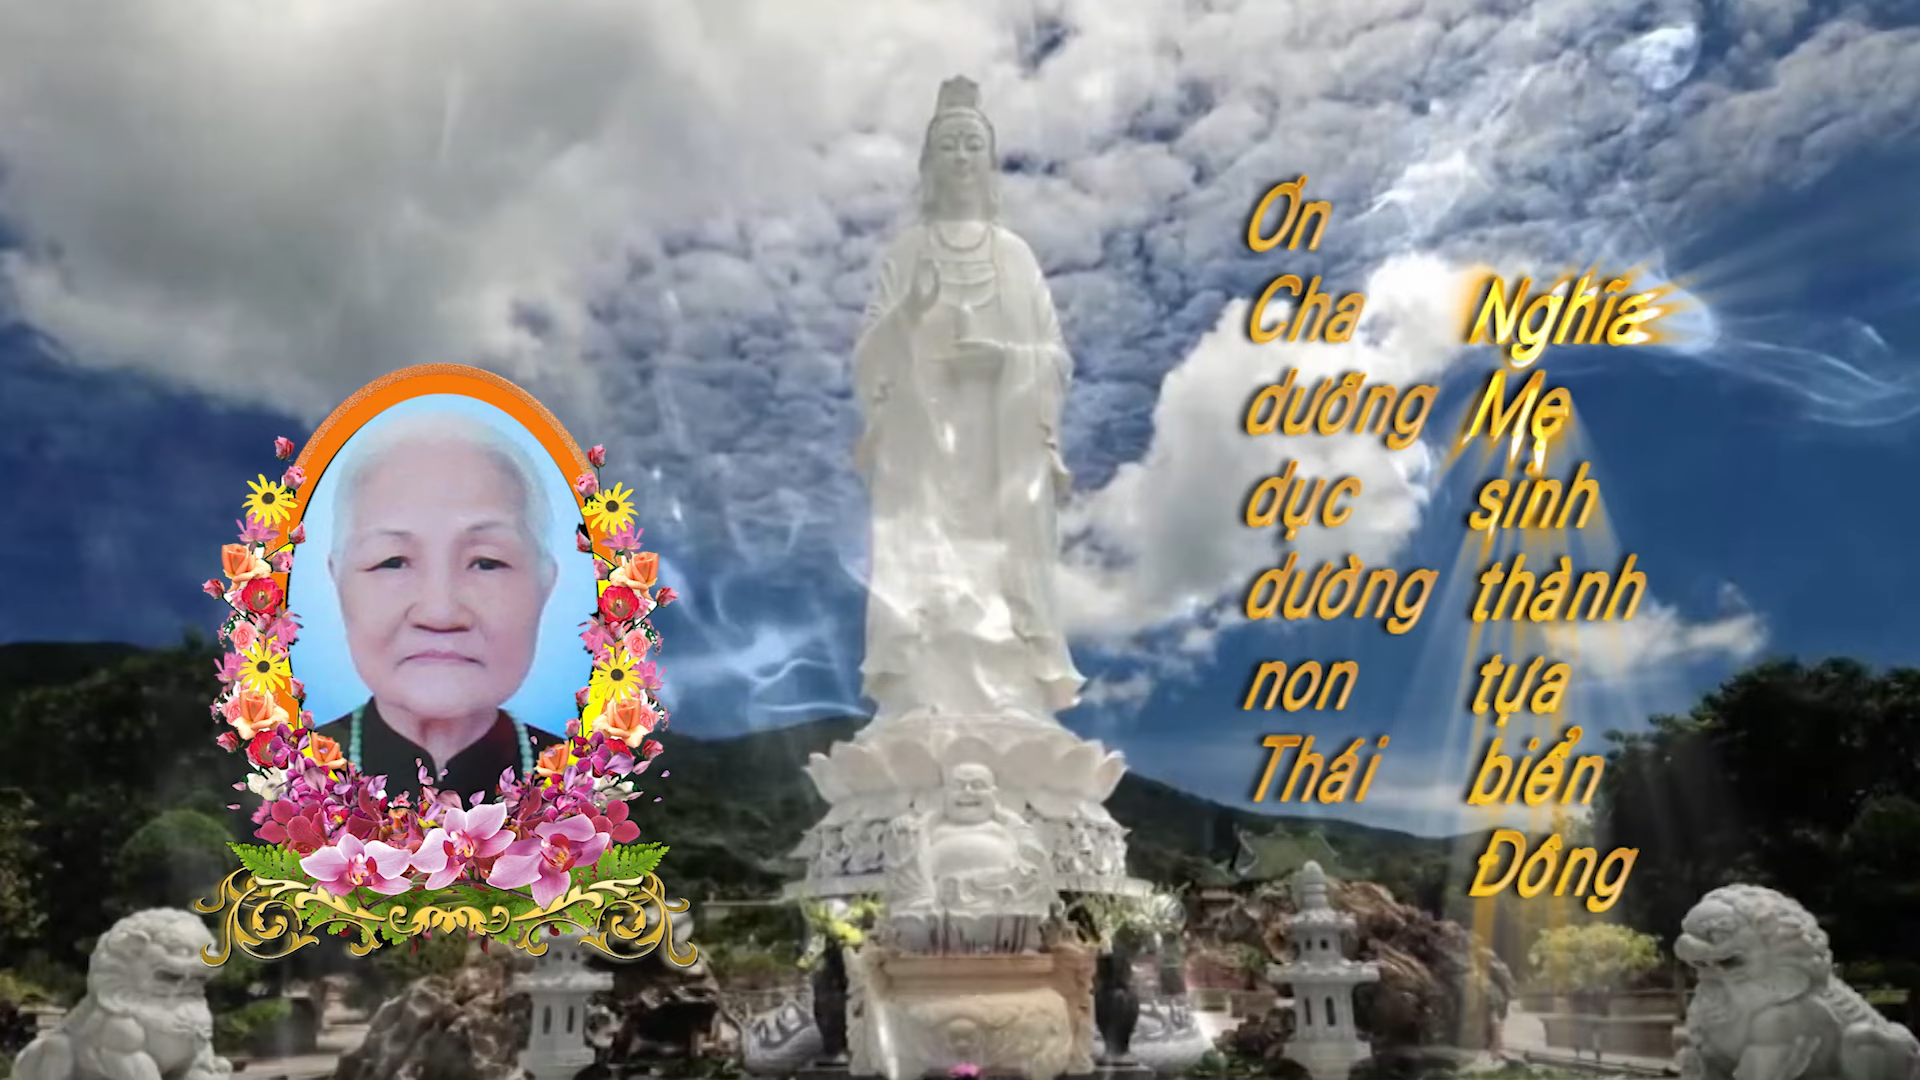 Ơn
Cha
dưỡng
dục
dường
non
Thái
Nghĩa
Mẹ
sinh
thành
tựa
biển
Đông